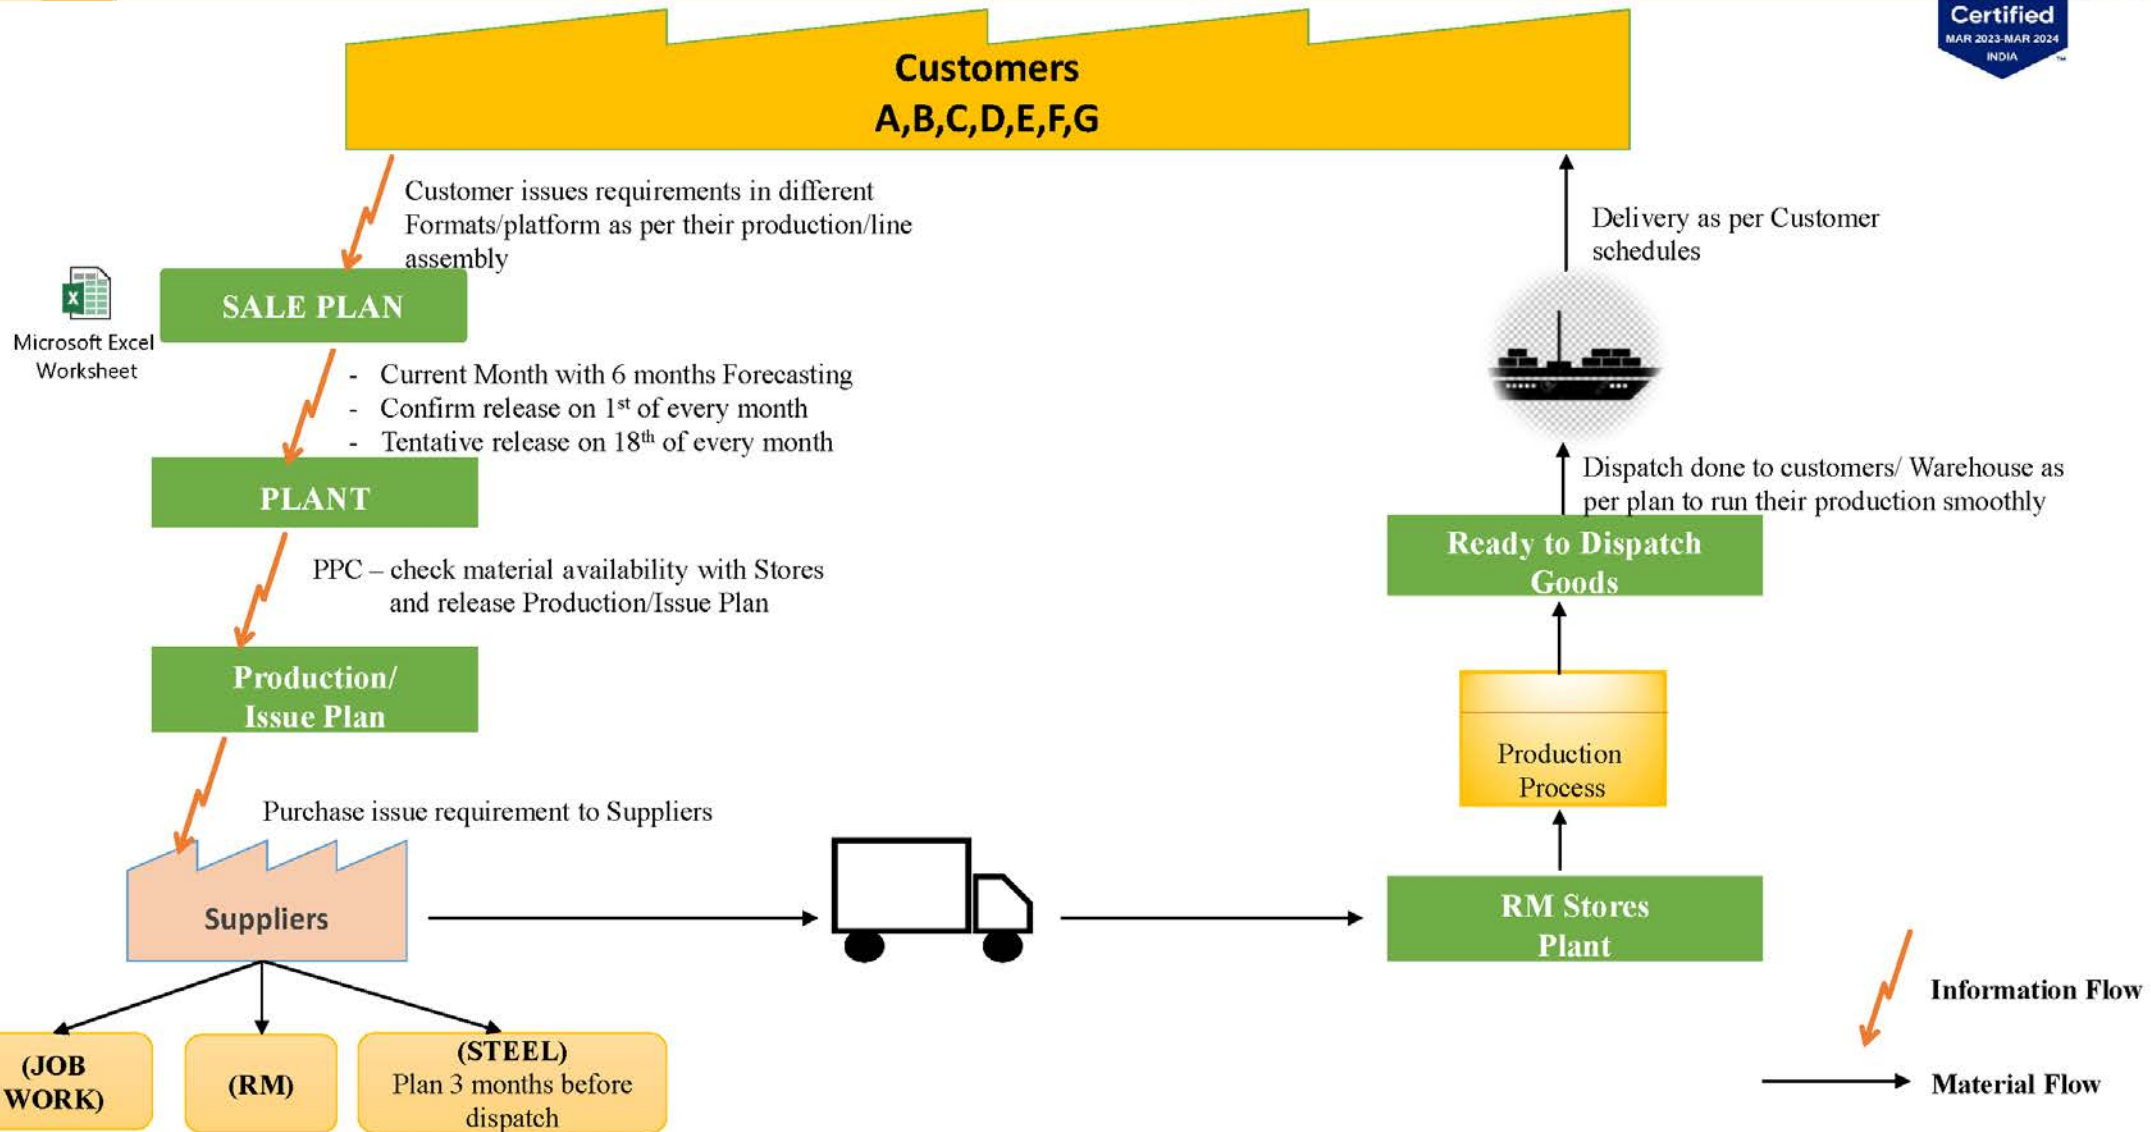 Certified
MAR 2023-MAR 2024
INDIA
TM
Customers
A,B,C,D,E,F,G
Customer issues requirements in different
Formats/platform as per their production/line
assembly
Delivery as per Customer
schedules
SALE PLAN
Microsoft Excel
Worksheet
- Current Month with 6 months Forecasting
- Confirm release on 1st of every month
- Tentative release on 18th of every month
PLANT
Dispatch done to customers/ Warehouse as
per plan to run their production smoothly
Ready to Dispatch
Goods
PPC – check material availability with Stores
and release Production/Issue Plan
Production/
Issue Plan
Production
Process
Purchase issue requirement to Suppliers
Suppliers
RM Stores
Plant
(JOB
WORK)
(RM)
(STEEL)
Plan 3 months before
dispatch
Information Flow
Material Flow